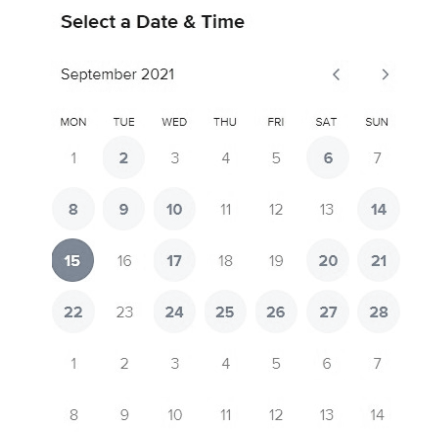 Select a Date & Time
September 2021
MON TUE WED THU FRI SAT SUN
1 2 3 4 5 6 7
8 9 10 11 12 13 14
15 16 17 18 19 20 21
22 23 24 25 26 27 28
1 2 3 4 5 6 7
8 9 10 11 12 13 14